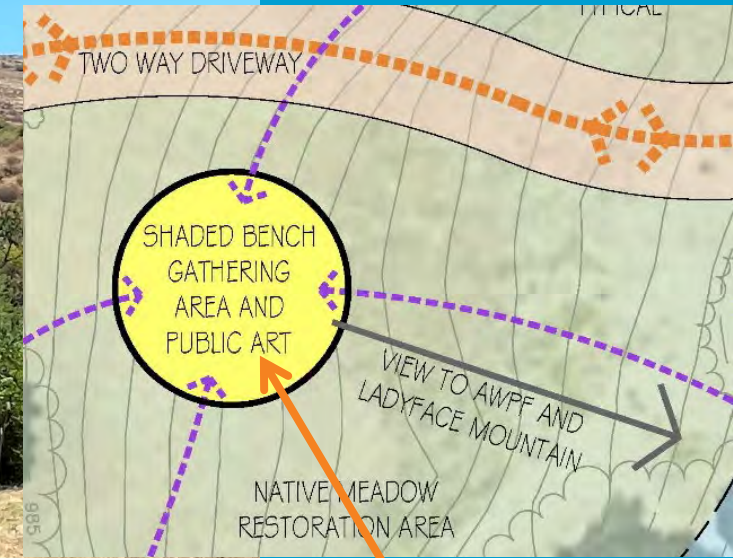 TYPICAL
TWO WAY DRIVEWAY
SHADED BENCH
GATHERING
AREA AND
PUBLIC ART
VIEW TO AWPF AND
LADYFACE MOUNTAIN
NATIVE MEADOW
RESTORATION AREA
985